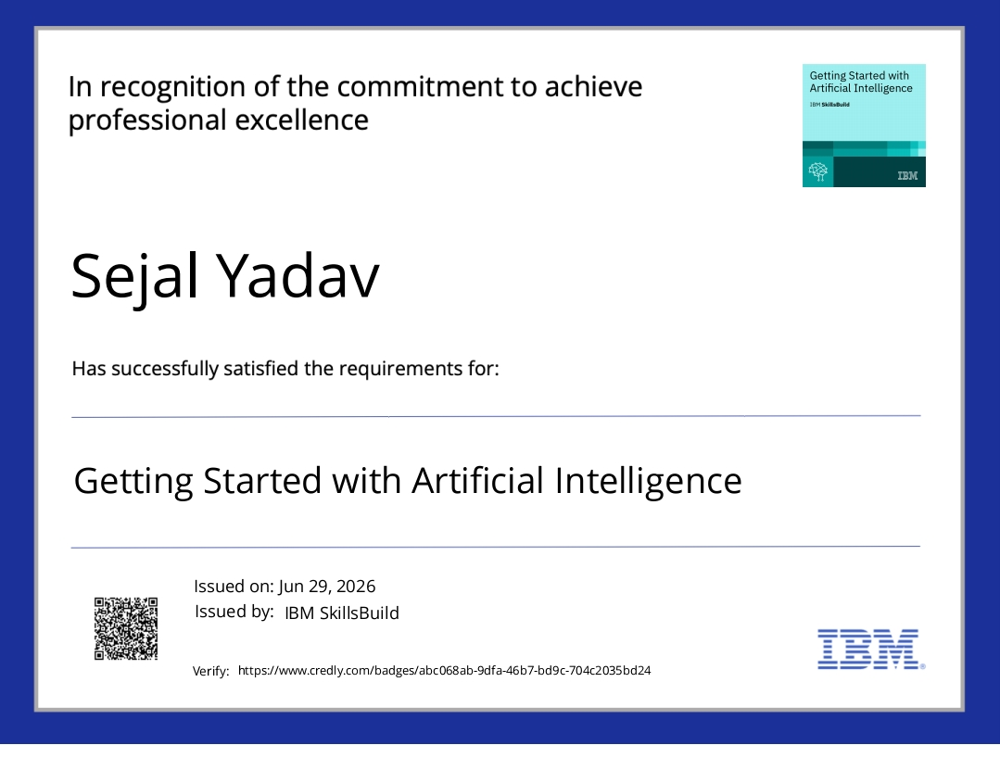 In recognition of the commitment to achieve
professional excellence
Getting Started with
Artificial Intelligence
IBM SkillsBuild
IBM
Sejal Yadav
Has successfully satisfied the requirements for:
Getting Started with Artificial Intelligence
Issued on: Jun 29, 2026
Issued by: IBM SkillsBuild
Verify: https://www.credly.com/badges/abc068ab-9dfa-46b7-bd9c-704c2035bd24
IBM®